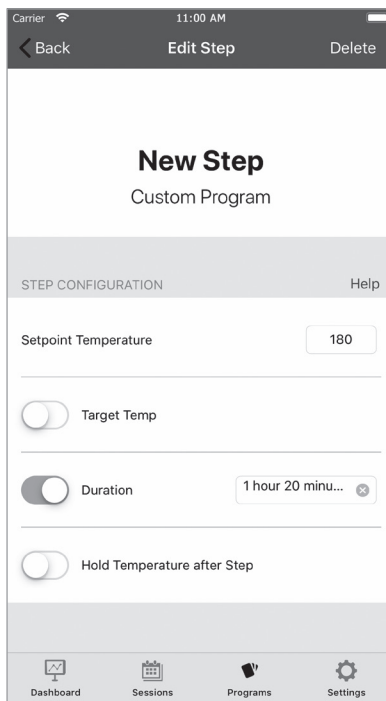 Carrier 11:00 AM
Back Edit Step Delete
New Step
Custom Program
STEP CONFIGURATION Help
Setpoint Temperature 180
Target Temp
Duration 1 hour 20 minu...
Hold Temperature after Step
Dashboard Sessions Programs Settings